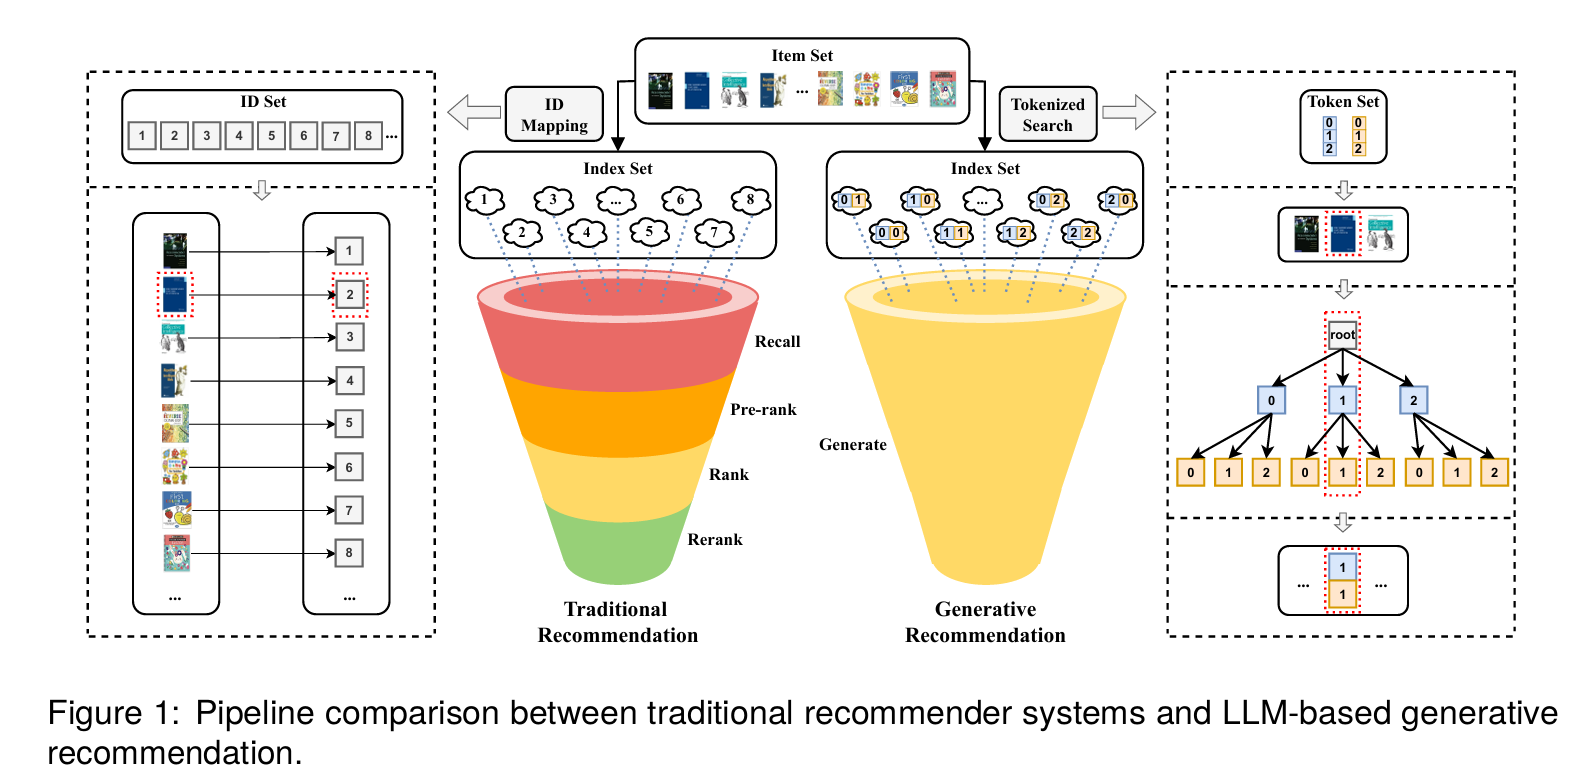 Item Set
...
ID
Mapping
Tokenized
Search
ID Set
1 2 3 4 5 6 7 8 ...
1
2
3
4
5
6
7
8
... ...
Index Set
1 3 ... 6 8
2 4 5 7
Recall
Pre-rank
Rank
Rerank
Traditional
Recommendation
Index Set
0 1 1 0 ... 0 2 2 0
0 0 1 1 1 2 2 2
Generate
Generative
Recommendation
Token Set
0 0
1 1
2 2
root
0 1 2
0 1 2 0 1 2 0 1 2
... 1 ...
1
Figure 1: Pipeline comparison between traditional recommender systems and LLM-based generative
recommendation.